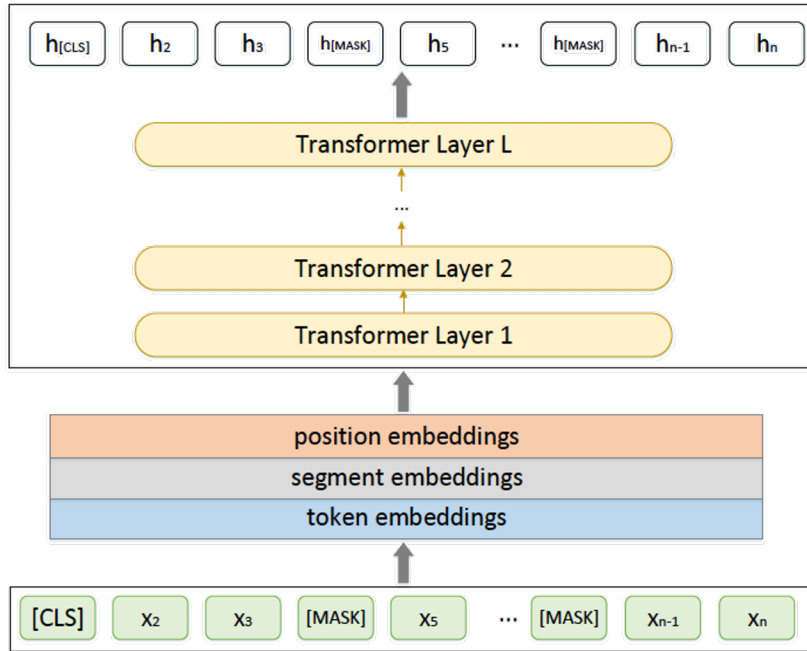 h[CLS] h2 h3 h[MASK] h5 ... h[MASK] hn-1 hn
Transformer Layer L
...
Transformer Layer 2
Transformer Layer 1
position embeddings
segment embeddings
token embeddings
[CLS] x2 x3 [MASK] x5 ... [MASK] xn-1 xn